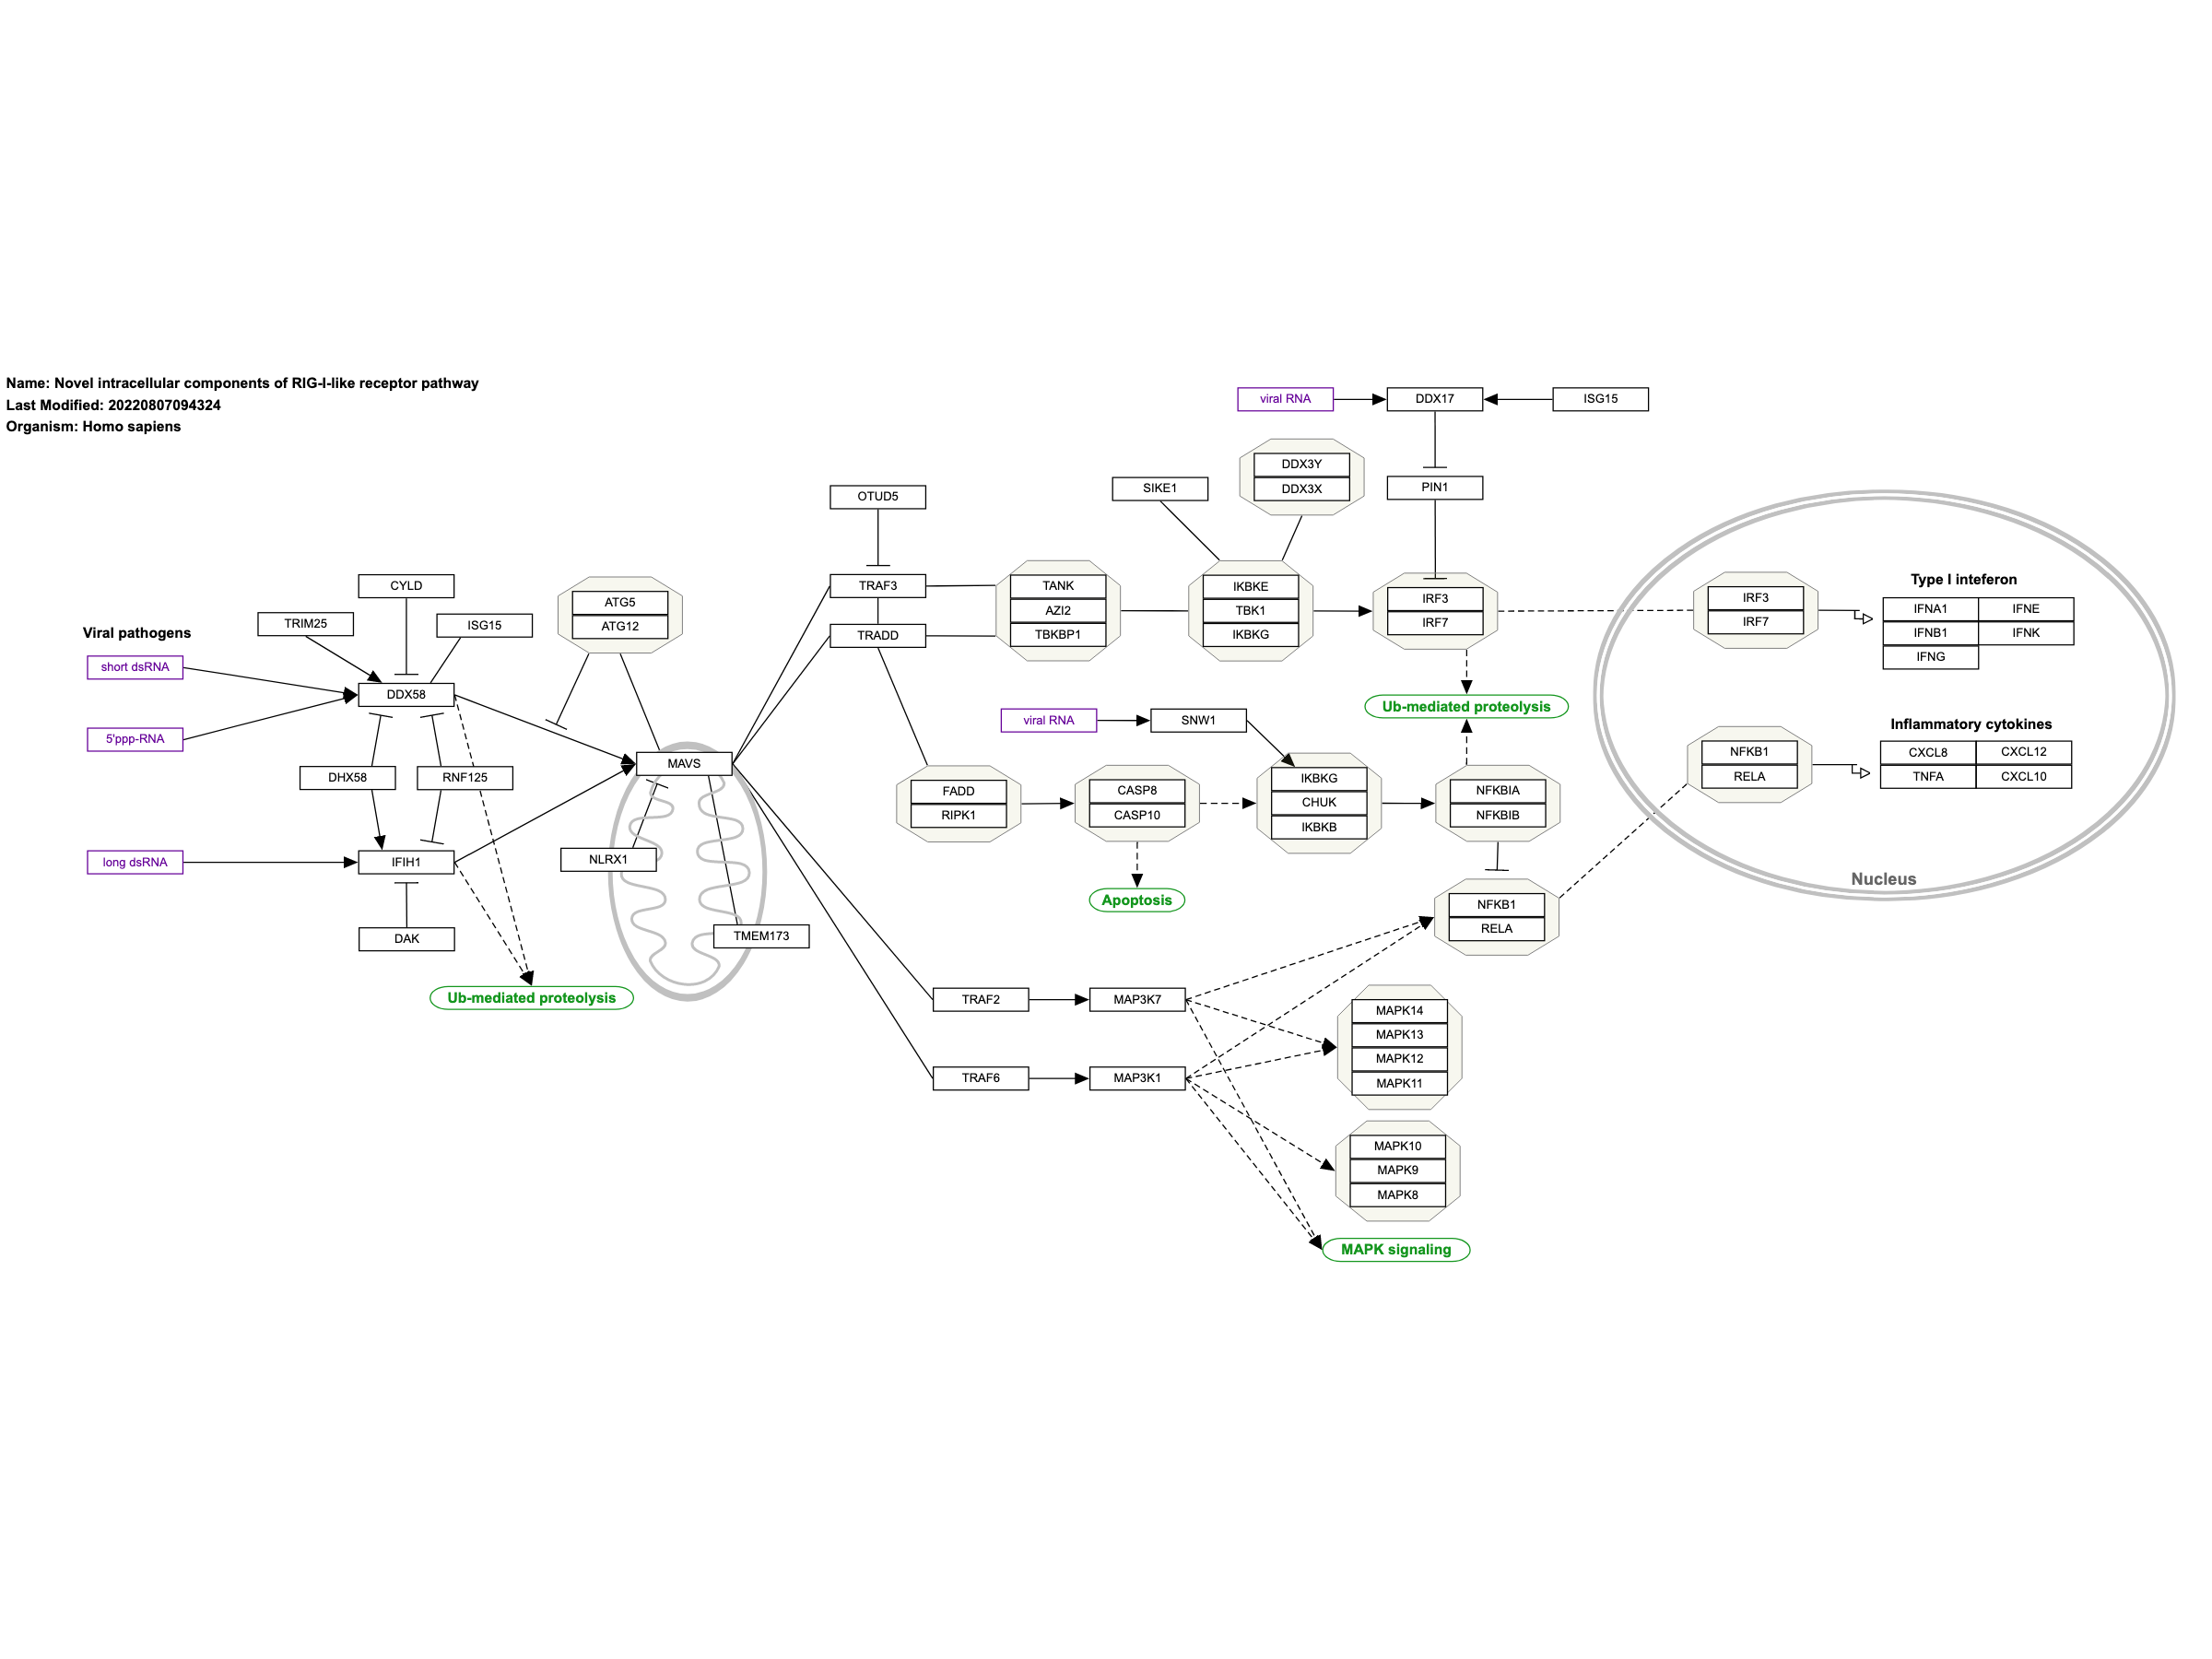 Name: Novel intracellular components of RIG-I-like receptor pathway
Last Modified: 20220807094324
Organism: Homo sapiens
viral RNA
DDX17
ISG15
DDX3Y
DDX3X
SIKE1
PIN1
OTUD5
CYLD
TRIM25
ISG15
ATG5
ATG12
TRAF3
TRADD
TANK
AZI2
TBKBP1
IKBKE
TBK1
IKBKG
IRF3
IRF7
IRF3
IRF7
Type I inteferon
IFNA1
IFNE
IFNB1
IFNK
IFNG
Viral pathogens
short dsRNA
DDX58
5'ppp-RNA
DHX58
RNF125
MAVS
long dsRNA
IFIH1
NLRX1
DAK
TMEM173
Ub-mediated proteolysis
Ub-mediated proteolysis
viral RNA
SNW1
FADD
RIPK1
CASP8
CASP10
IKBKG
CHUK
IKBKB
NFKBIA
NFKBIB
Apoptosis
NFKB1
RELA
NFKB1
RELA
Inflammatory cytokines
CXCL8
CXCL12
TNFA
CXCL10
Nucleus
TRAF2
MAP3K7
TRAF6
MAP3K1
MAPK14
MAPK13
MAPK12
MAPK11
MAPK10
MAPK9
MAPK8
MAPK signaling